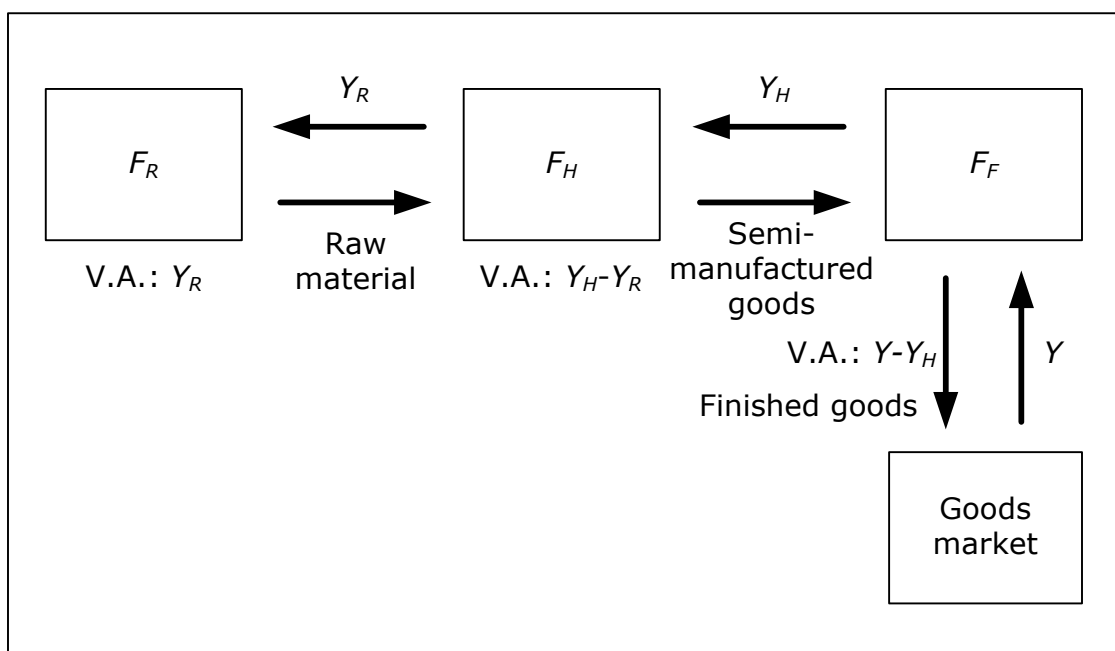 Y_R
Y_H
F_R
F_H
F_F
Raw
material
Semi-
manufactured
goods
V.A.: Y_R
V.A.: Y_H-Y_R
V.A.: Y-Y_H
Y
Finished goods
Goods
market